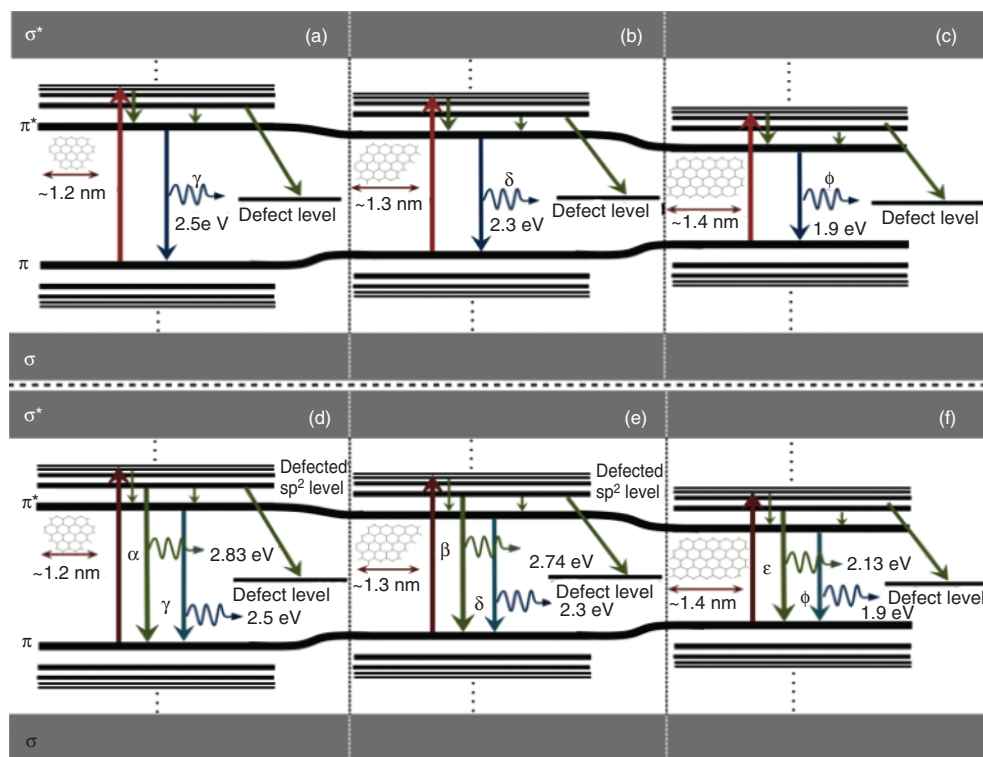 σ*
(a)
(b)
(c)
π*
~1.2 nm
γ
2.5e V
Defect level
~1.3 nm
δ
2.3 eV
Defect level
~1.4 nm
ϕ
1.9 eV
Defect level
π
σ
σ*
(d)
(e)
(f)
Defected
sp² level
π*
~1.2 nm
α
2.83 eV
γ
2.5 eV
Defect level
Defected
sp² level
~1.3 nm
β
2.74 eV
δ
2.3 eV
Defect level
~1.4 nm
ε
2.13 eV
ϕ
1.9 eV
Defect level
π
σ